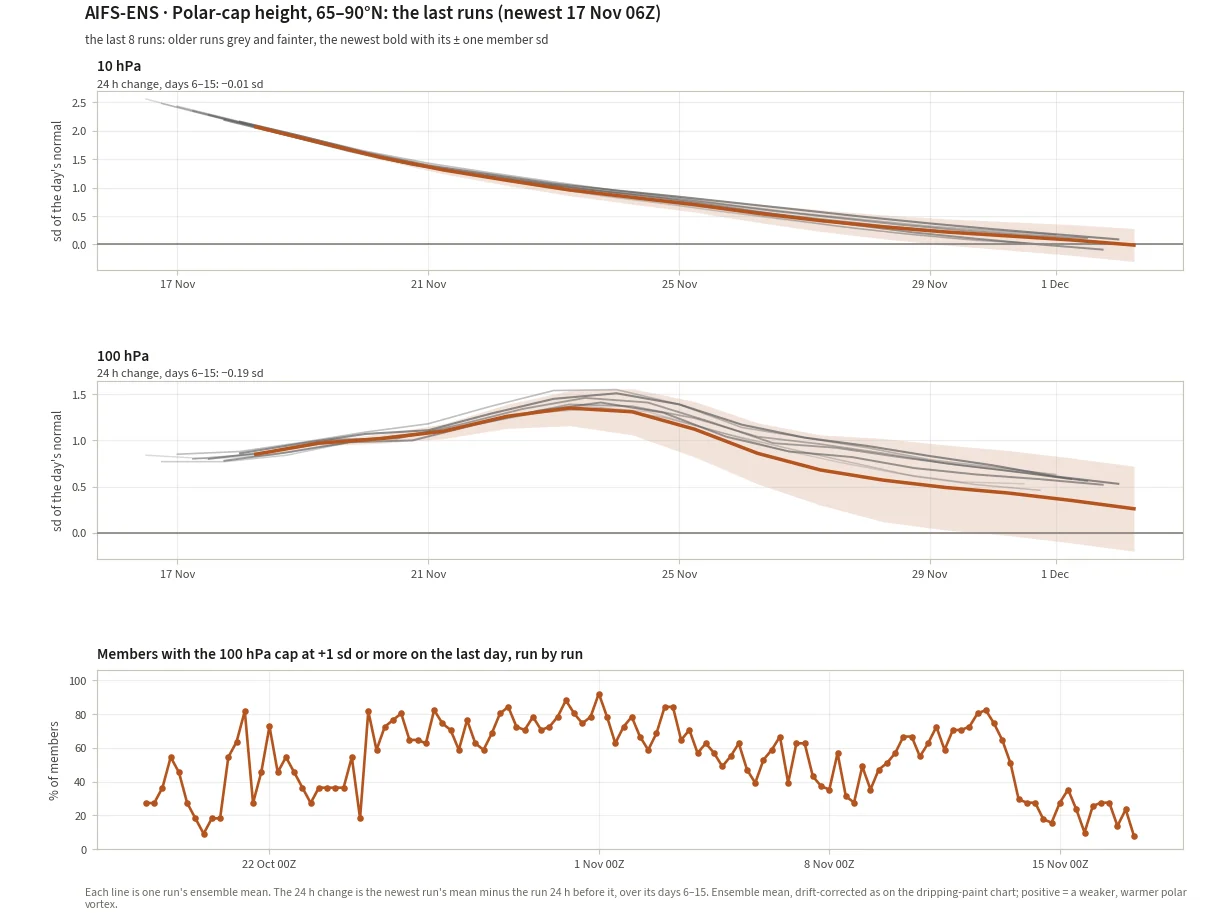 AIFS-ENS · Polar-cap height, 65–90°N: the last runs (newest 17 Nov 06Z)
the last 8 runs: older runs grey and fainter, the newest bold with its ± one member sd
10 hPa
24 h change, days 6–15: −0.01 sd
sd of the day's normal
2.5
2.0
1.5
1.0
0.5
0.0
17 Nov
21 Nov
25 Nov
29 Nov
1 Dec
100 hPa
24 h change, days 6–15: −0.19 sd
sd of the day's normal
1.5
1.0
0.5
0.0
17 Nov
21 Nov
25 Nov
29 Nov
1 Dec
Members with the 100 hPa cap at +1 sd or more on the last day, run by run
% of members
100
80
60
40
20
0
22 Oct 00Z
1 Nov 00Z
8 Nov 00Z
15 Nov 00Z
Each line is one run's ensemble mean. The 24 h change is the newest run's mean minus the run 24 h before it, over its days 6–15. Ensemble mean, drift-corrected as on the dripping-paint chart; positive = a weaker, warmer polar
vortex.